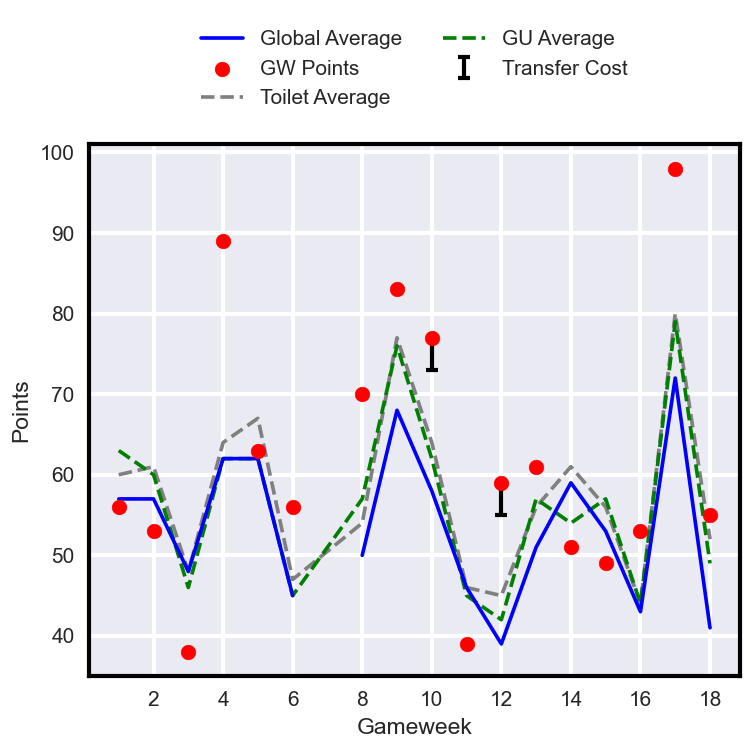 Global Average
GW Points
Toilet Average
GU Average
Transfer Cost
100
90
80
70
60
50
40
Points
2 4 6 8 10 12 14 16 18
Gameweek